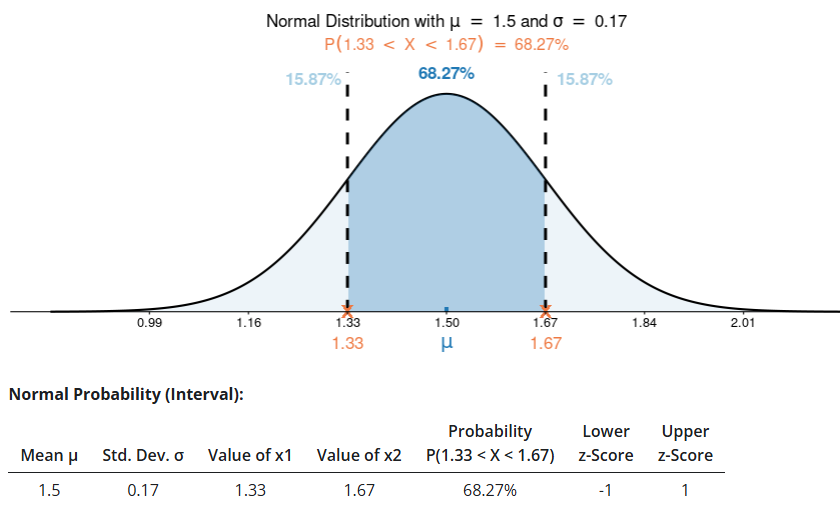 Normal Distribution with μ = 1.5 and σ = 0.17
P(1.33 < X < 1.67) = 68.27%
15.87% 68.27% 15.87%
0.99 1.16 1.33 1.50 1.67 1.84 2.01
1.33 μ 1.67
Normal Probability (Interval):
Probability Lower Upper
Mean μ Std. Dev. σ Value of x1 Value of x2 P(1.33 < X < 1.67) z-Score z-Score
1.5 0.17 1.33 1.67 68.27% -1 1